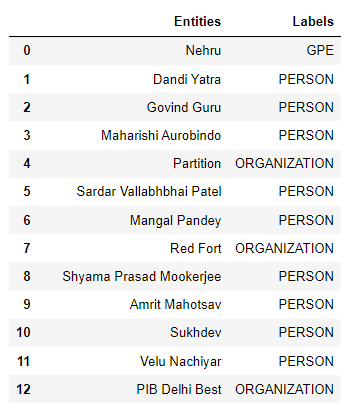 Entities Labels
0 Nehru GPE
1 Dandi Yatra PERSON
2 Govind Guru PERSON
3 Maharishi Aurobindo PERSON
4 Partition ORGANIZATION
5 Sardar Vallabhbhai Patel PERSON
6 Mangal Pandey PERSON
7 Red Fort ORGANIZATION
8 Shyama Prasad Mookerjee PERSON
9 Amrit Mahotsav PERSON
10 Sukhdev PERSON
11 Velu Nachiyar PERSON
12 PIB Delhi Best ORGANIZATION